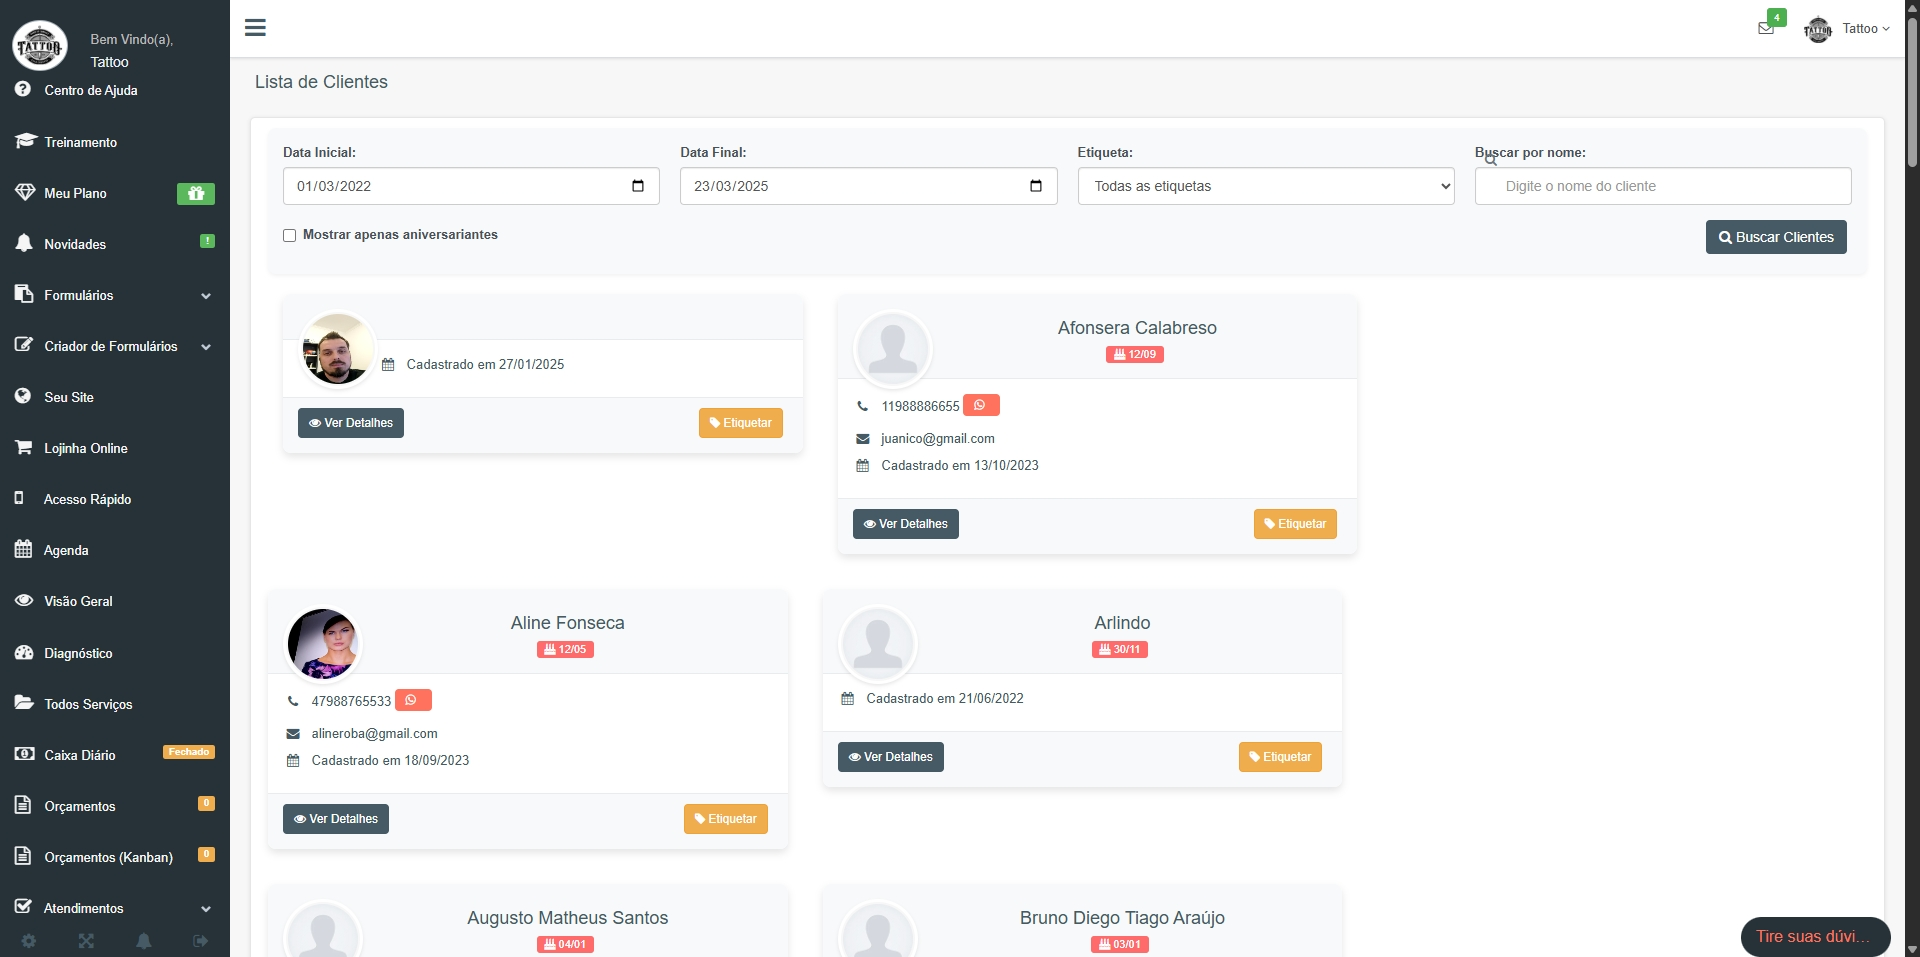 TATTOO
Bem Vindo(a),
Tattoo
Centro de Ajuda
Treinamento
Meu Plano
Novidades
!
Formulários
Criador de Formulários
Seu Site
Lojinha Online
Acesso Rápido
Agenda
Visão Geral
Diagnóstico
Todos Serviços
Caixa Diário
Fechado
Orçamentos
0
Orçamentos (Kanban)
0
Atendimentos
4
Tattoo
Lista de Clientes
Data Inicial:
01/03/2022
Data Final:
23/03/2025
Etiqueta:
Todas as etiquetas
Buscar por nome:
Digite o nome do cliente
Mostrar apenas aniversariantes
Buscar Clientes
Cadastrado em 27/01/2025
Ver Detalhes
Etiquetar
Afonsera Calabreso
12/09
11988886655
juanico@gmail.com
Cadastrado em 13/10/2023
Ver Detalhes
Etiquetar
Aline Fonseca
12/05
47988765533
alineroba@gmail.com
Cadastrado em 18/09/2023
Ver Detalhes
Etiquetar
Arlindo
30/11
Cadastrado em 21/06/2022
Ver Detalhes
Etiquetar
Augusto Matheus Santos
04/01
Bruno Diego Tiago Araújo
03/01
Tire suas dúvi...